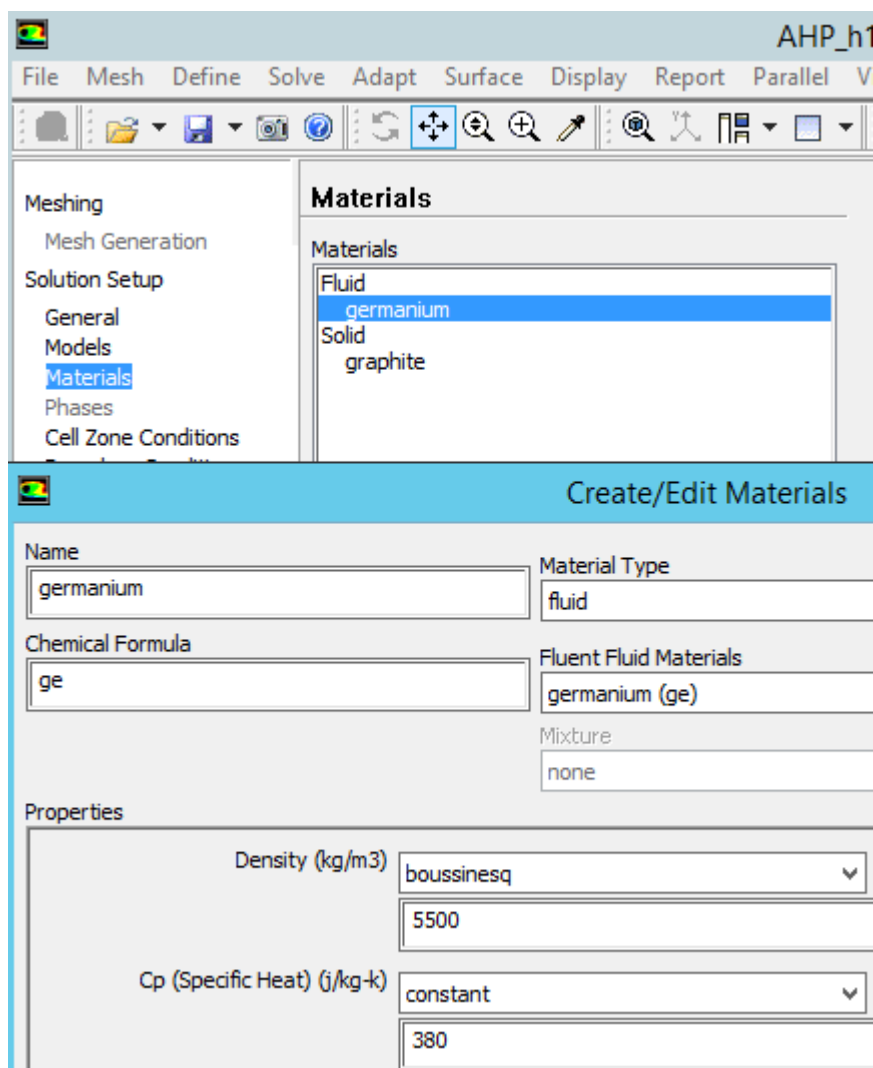 AHP_h1
File Mesh Define Solve Adapt Surface Display Report Parallel V
Meshing
Mesh Generation
Solution Setup
General
Models
Materials
Phases
Cell Zone Conditions
Materials
Materials
Fluid
germanium
Solid
graphite
Create/Edit Materials
Name
germanium
Material Type
fluid
Chemical Formula
ge
Fluent Fluid Materials
germanium (ge)
Mixture
none
Properties
Density (kg/m3)
boussinesq
5500
Cp (Specific Heat) (j/kg-k)
constant
380